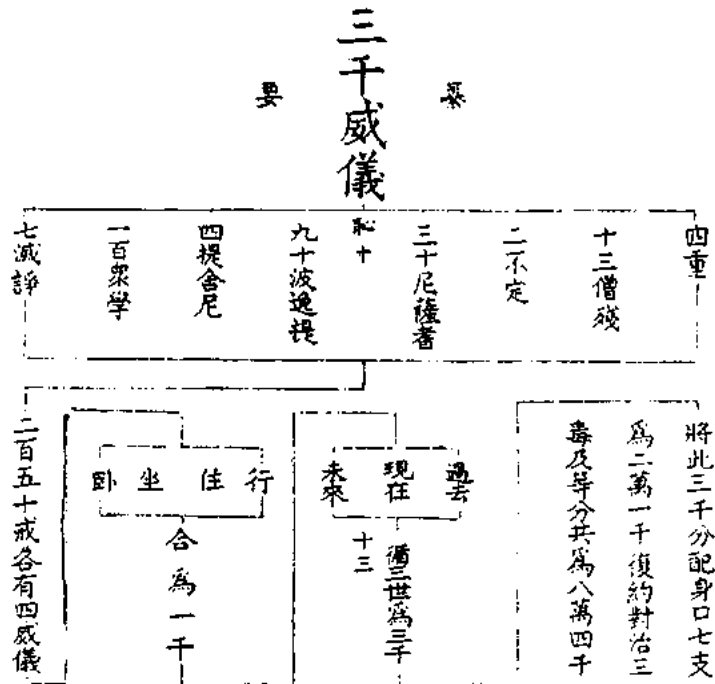 三千威儀
纂要
四重
十三僧殘
二不定
三十尼薩耆
恥十
九十波逸提
四提舍尼
一百眾學
七滅諍
二百五十戒各有四威儀
行
住
坐
卧
合為一千
過去
現在
未來
循三世為三千
十三
將此三千分配身口七支
為二萬一千復約對治三
毒及等分共為八萬四千